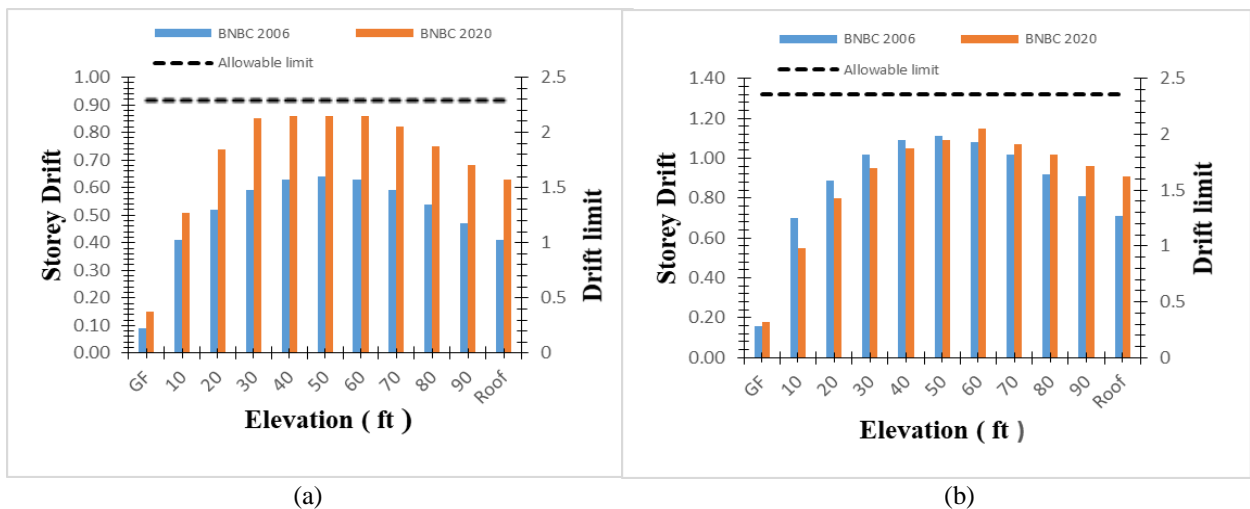 BNBC 2006 BNBC 2020
Allowable limit
1.00
0.90
0.80
0.70
0.60
0.50
0.40
0.30
0.20
0.10
0.00
Storey Drift
2.5
2
1.5
1
0.5
0
Drift limit
GF 10 20 30 40 50 60 70 80 90 Roof
Elevation ( ft )
(a)
BNBC 2006 BNBC 2020
Allowable limit
1.40
1.20
1.00
0.80
0.60
0.40
0.20
0.00
Storey Drift
2.5
2
1.5
1
0.5
0
Drift limit
GF 10 20 30 40 50 60 70 80 90 Roof
Elevation ( ft )
(b)